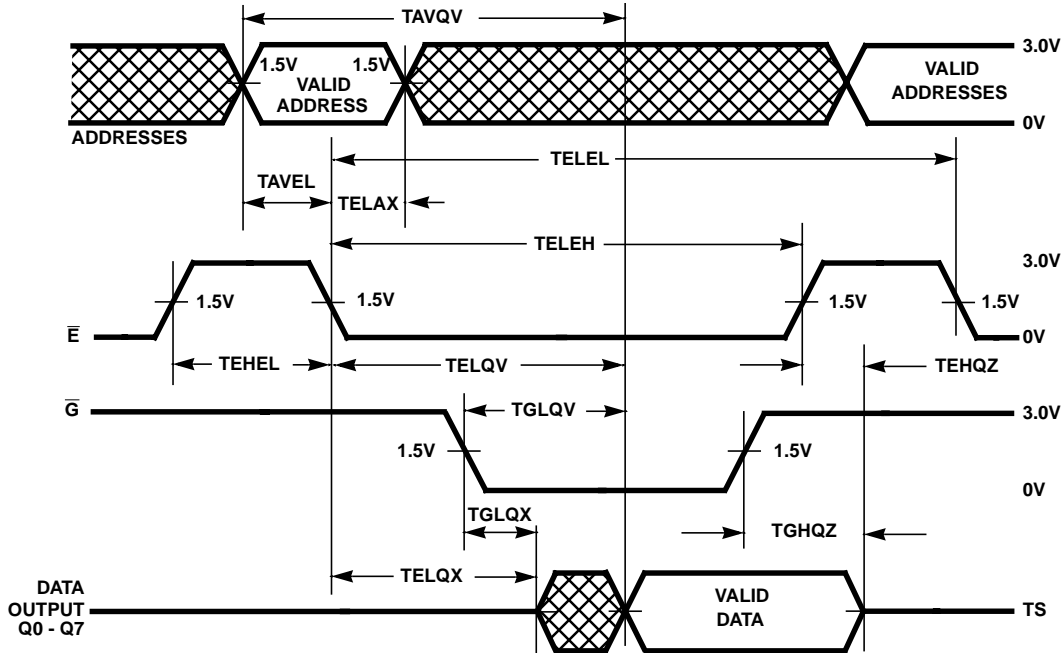 TAVQV
3.0V
1.5V 1.5V
VALID
ADDRESS
VALID
ADDRESSES
0V
ADDRESSES
TELEL
TAVEL
TELAX
TELEH
3.0V
1.5V 1.5V 1.5V 1.5V
E
0V
TEHEL TELQV TEHQZ
G
TGLQV
3.0V
1.5V 1.5V
0V
TGLQX
TGHQZ
TELQX
DATA
OUTPUT
Q0 - Q7
VALID
DATA
TS